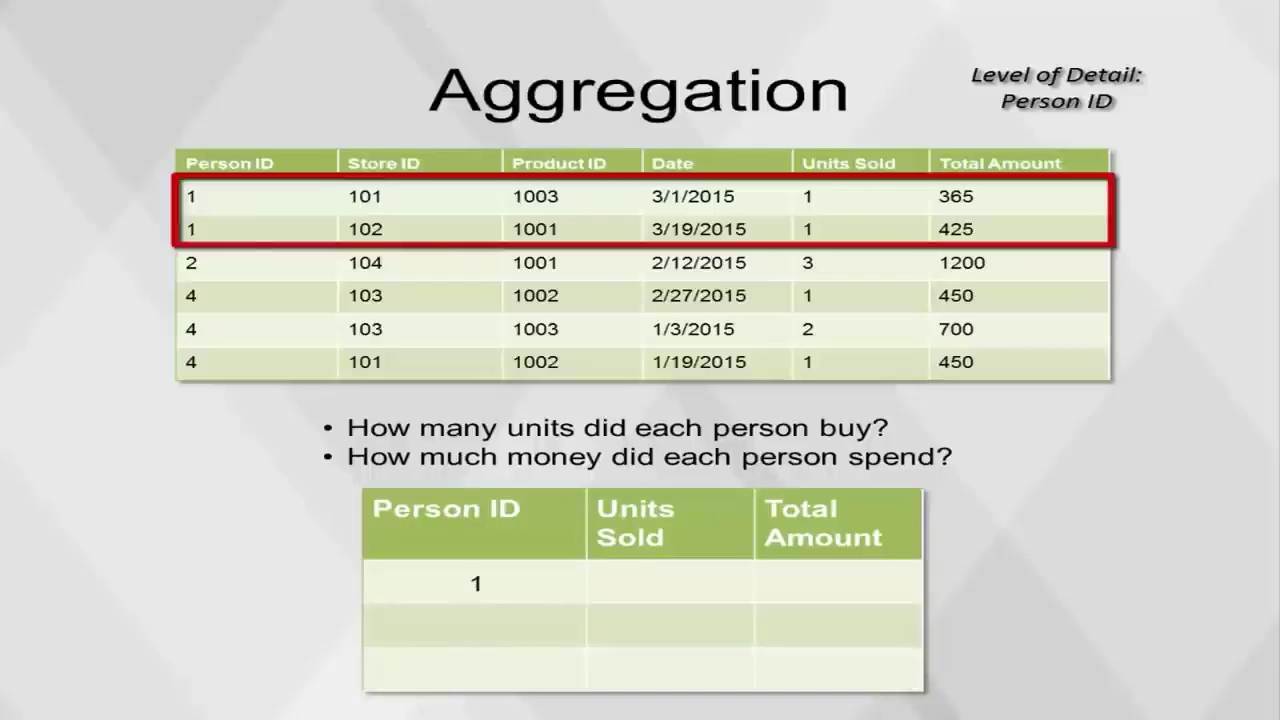 Aggregation
Level of Detail:
Person ID
Person ID Store ID Product ID Date Units Sold Total Amount
1 101 1003 3/1/2015 1 365
1 102 1001 3/19/2015 1 425
2 104 1001 2/12/2015 3 1200
4 103 1002 2/27/2015 1 450
4 103 1003 1/3/2015 2 700
4 101 1002 1/19/2015 1 450
• How many units did each person buy?
• How much money did each person spend?
Person ID Units Total
Sold Amount
1